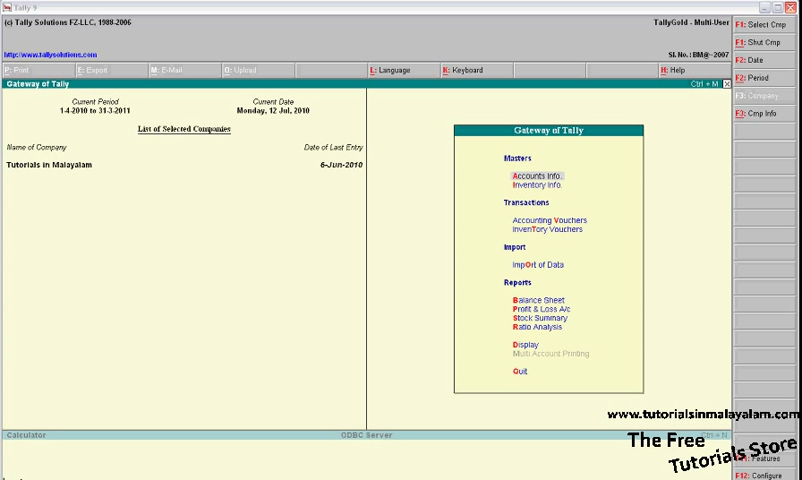 Tally 9
(c) Tally Solutions FZ-LLC, 1988-2006
TallyGold - Multi-User
http://www.tallysolutions.com
Sl. No.: BM@~2007
P: Print
E: Export
M: E-Mail
O: Upload
L: Language
K: Keyboard
H: Help
Gateway of Tally
Ctrl + M
Current Period
1-4-2010 to 31-3-2011
Current Date
Monday, 12 Jul, 2010
List of Selected Companies
Name of Company
Date of Last Entry
Tutorials in Malayalam
6-Jun-2010
Gateway of Tally
Masters
Accounts Info.
Inventory Info.
Transactions
Accounting Vouchers
InvenTory Vouchers
Import
ImpOrt of Data
Reports
Balance Sheet
Profit & Loss A/c
Stock Summary
Ratio Analysis
Display
Multi Account Printing
Quit
F1: Select Cmp
F1: Shut Cmp
F2: Date
F2: Period
F3: Company
F3: Cmp Info
www.tutorialsinmalayalam.com
The Free
Tutorials Store
Calculator
ODBC Server
Ctrl + N
Features
F12: Configure